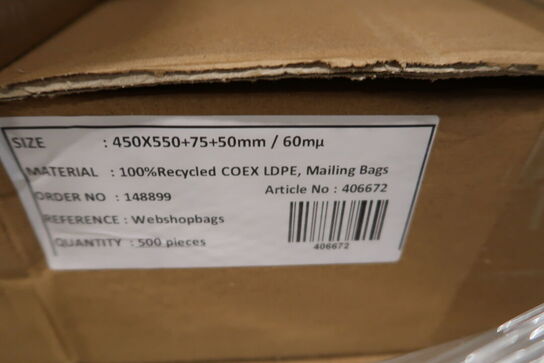 SIZE : 450X550+75+50mm / 60mµ
MATERIAL : 100%Recycled COEX LDPE, Mailing Bags
ORDER NO : 148899 Article No : 406672
REFERENCE : Webshopbags
QUANTITY : 500 pieces
406672